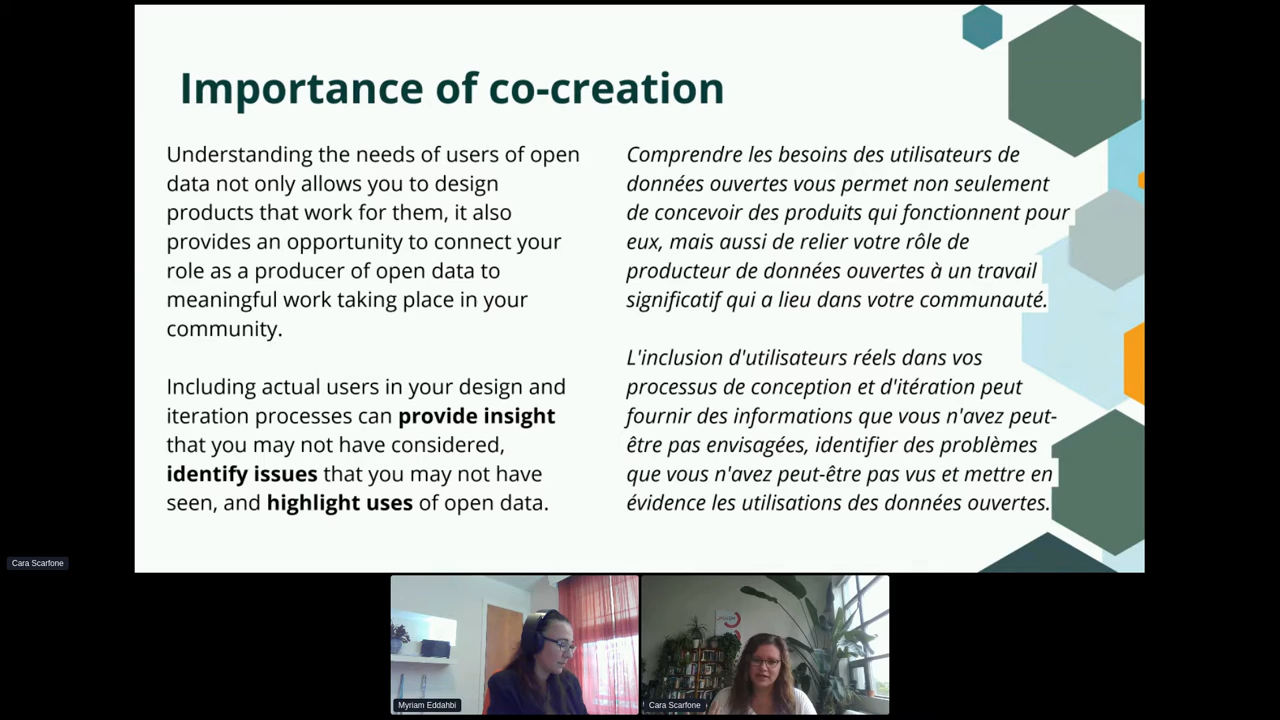 Importance of co-creation
Understanding the needs of users of open
data not only allows you to design
products that work for them, it also
provides an opportunity to connect your
role as a producer of open data to
meaningful work taking place in your
community.
Including actual users in your design and
iteration processes can provide insight
that you may not have considered,
identify issues that you may not have
seen, and highlight uses of open data.
Comprendre les besoins des utilisateurs de
données ouvertes vous permet non seulement
de concevoir des produits qui fonctionnent pour
eux, mais aussi de relier votre rôle de
producteur de données ouvertes à un travail
significatif qui a lieu dans votre communauté.
L'inclusion d'utilisateurs réels dans vos
processus de conception et d'itération peut
fournir des informations que vous n'avez peut-
être pas envisagées, identifier des problèmes
que vous n'avez peut-être pas vus et mettre en
évidence les utilisations des données ouvertes.
Cara Scarfone
Myriam Eddahbi
Cara Scarfone